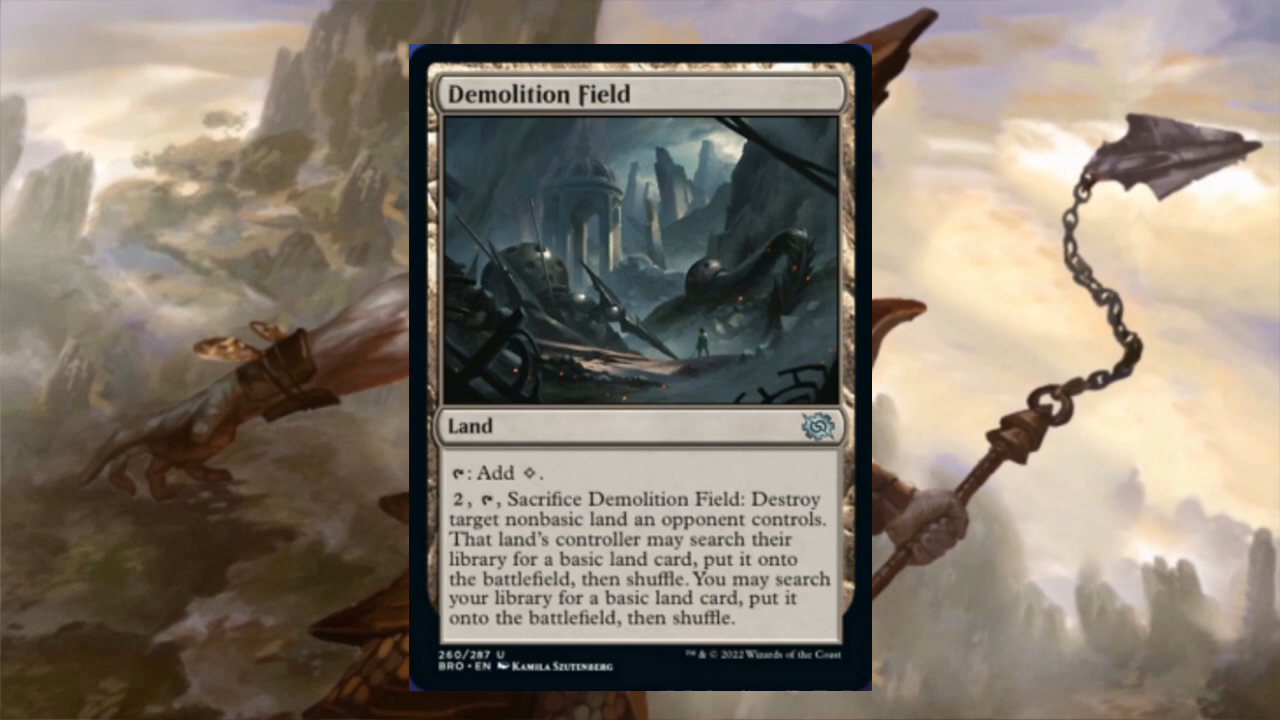 Demolition Field
Land
: Add .
2, , Sacrifice Demolition Field: Destroy
target nonbasic land an opponent controls.
That land's controller may search their
library for a basic land card, put it onto
the battlefield, then shuffle. You may search
your library for a basic land card, put it
onto the battlefield, then shuffle.
260/287 U
BRO • EN Kamila Szutenberg
™ & © 2022 Wizards of the Coast